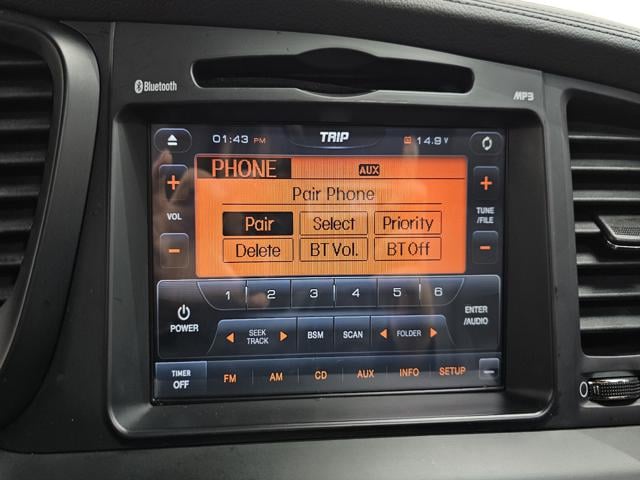 Bluetooth
MP3
01:43 PM TRIP 14.9 V
PHONE AUX
Pair Phone
Pair Select Priority
Delete BT Vol. BT Off
+ VOL -
+ TUNE /FILE -
1 2 3 4 5 6
POWER
SEEK TRACK BSM SCAN FOLDER
ENTER /AUDIO
TIMER OFF FM AM CD AUX INFO SETUP